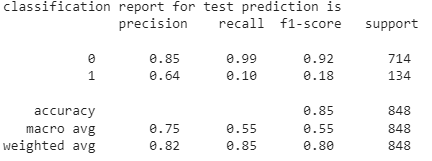 classification report for test prediction is
precision recall f1-score support
0 0.85 0.99 0.92 714
1 0.64 0.10 0.18 134
accuracy 0.85 848
macro avg 0.75 0.55 0.55 848
weighted avg 0.82 0.85 0.80 848